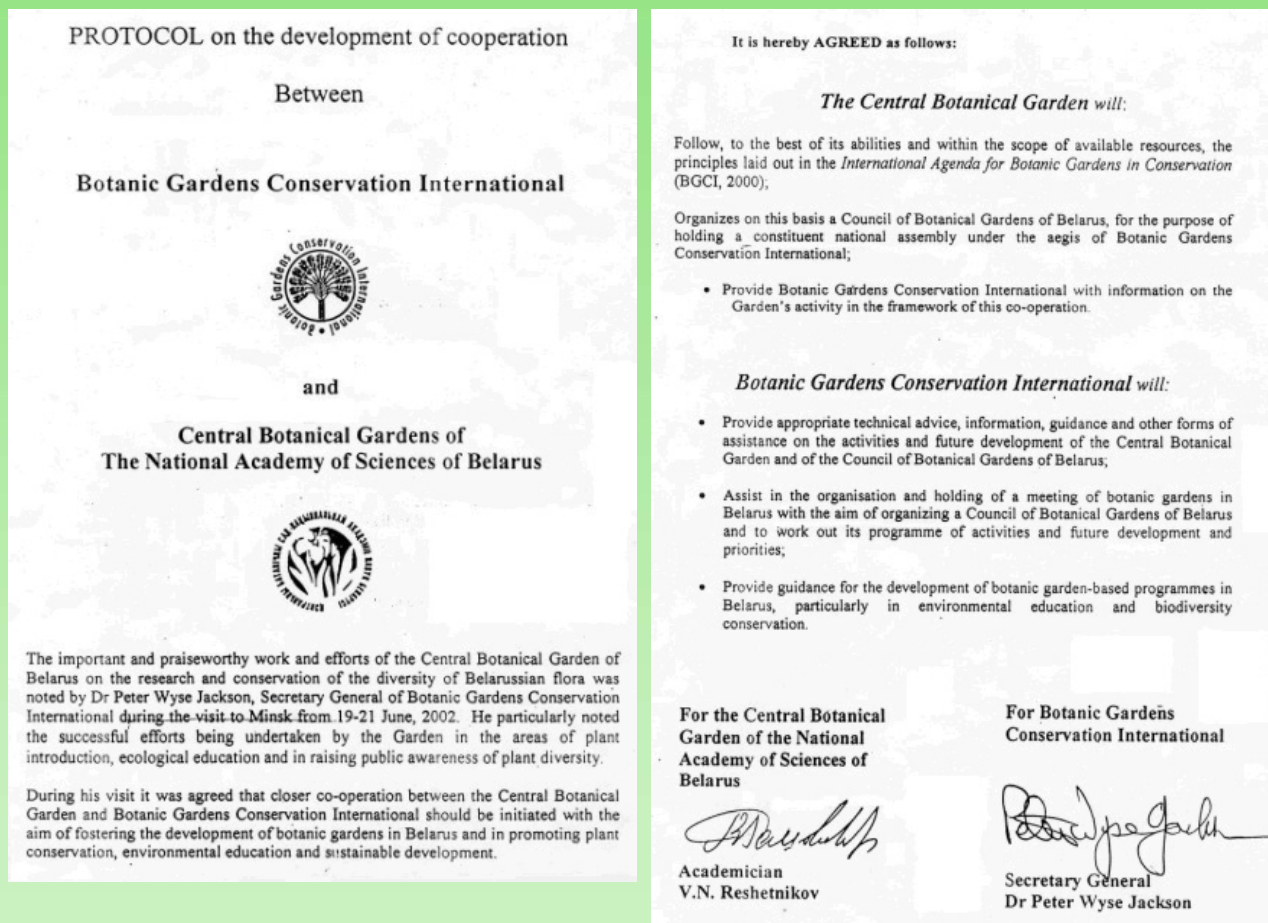 PROTOCOL on the development of cooperation
Between
Botanic Gardens Conservation International
Botanic Gardens Conservation International
and
Central Botanical Gardens of
The National Academy of Sciences of Belarus
The important and praiseworthy work and efforts of the Central Botanical Garden of
Belarus on the research and conservation of the diversity of Belarussian flora was
noted by Dr Peter Wyse Jackson, Secretary General of Botanic Gardens Conservation
International during the visit to Minsk from 19-21 June, 2002. He particularly noted
the successful efforts being undertaken by the Garden in the areas of plant
introduction, ecological education and in raising public awareness of plant diversity.
During his visit it was agreed that closer co-operation between the Central Botanical
Garden and Botanic Gardens Conservation International should be initiated with the
aim of fostering the development of botanic gardens in Belarus and in promoting plant
conservation, environmental education and sustainable development.
It is hereby AGREED as follows:
The Central Botanical Garden will:
Follow, to the best of its abilities and within the scope of available resources, the
principles laid out in the International Agenda for Botanic Gardens in Conservation
(BGCI, 2000);
Organizes on this basis a Council of Botanical Gardens of Belarus, for the purpose of
holding a constituent national assembly under the aegis of Botanic Gardens
Conservation International;
• Provide Botanic Gardens Conservation International with information on the
Garden's activity in the framework of this co-operation.
Botanic Gardens Conservation International will:
• Provide appropriate technical advice, information, guidance and other forms of
assistance on the activities and future development of the Central Botanical
Garden and of the Council of Botanical Gardens of Belarus;
• Assist in the organisation and holding of a meeting of botanic gardens in
Belarus with the aim of organizing a Council of Botanical Gardens of Belarus
and to work out its programme of activities and future development and
priorities;
• Provide guidance for the development of botanic garden-based programmes in
Belarus, particularly in environmental education and biodiversity
conservation.
For the Central Botanical
Garden of the National
Academy of Sciences of
Belarus
Academician
V.N. Reshetnikov
For Botanic Gardens
Conservation International
Peter Wyse Jackson
Secretary General
Dr Peter Wyse Jackson